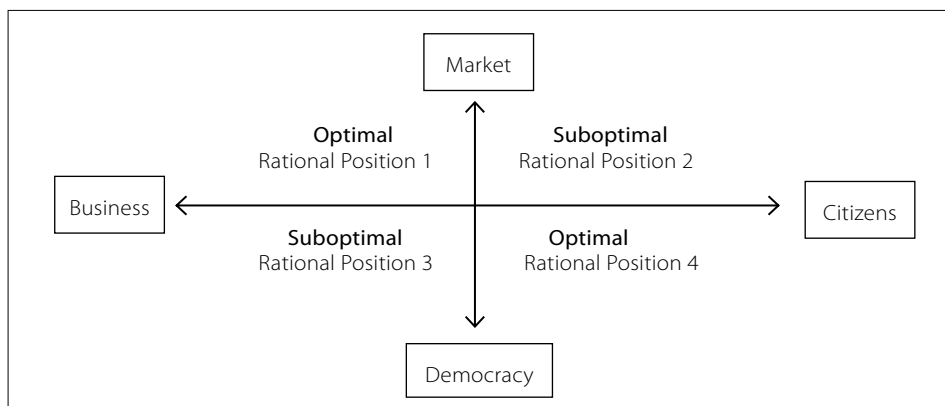 Market
Optimal
Rational Position 1
Suboptimal
Rational Position 2
Business
Citizens
Suboptimal
Rational Position 3
Optimal
Rational Position 4
Democracy